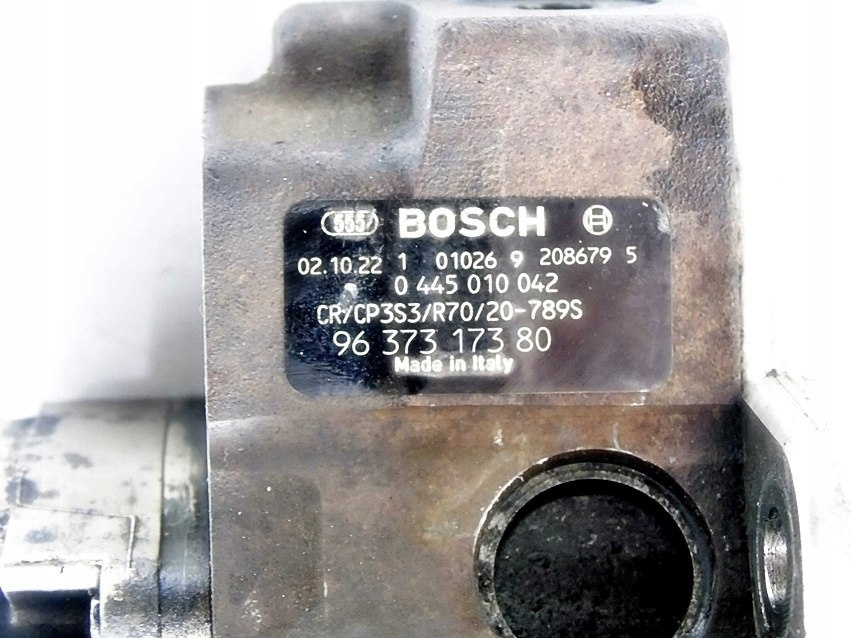 555 BOSCH
02.10.22 1 01026 9 208679 5
0 445 010 042
CR/CP3S3/R70/20-789S
96 373 173 80
Made in Italy